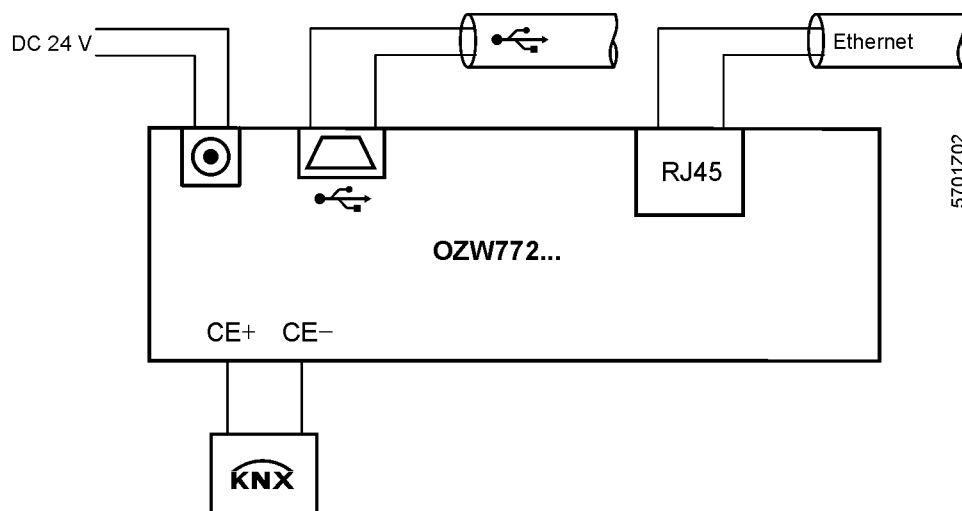 DC 24 V
Ethernet
RJ45
5701Z02
OZW772...
CE+ CE−
KNX